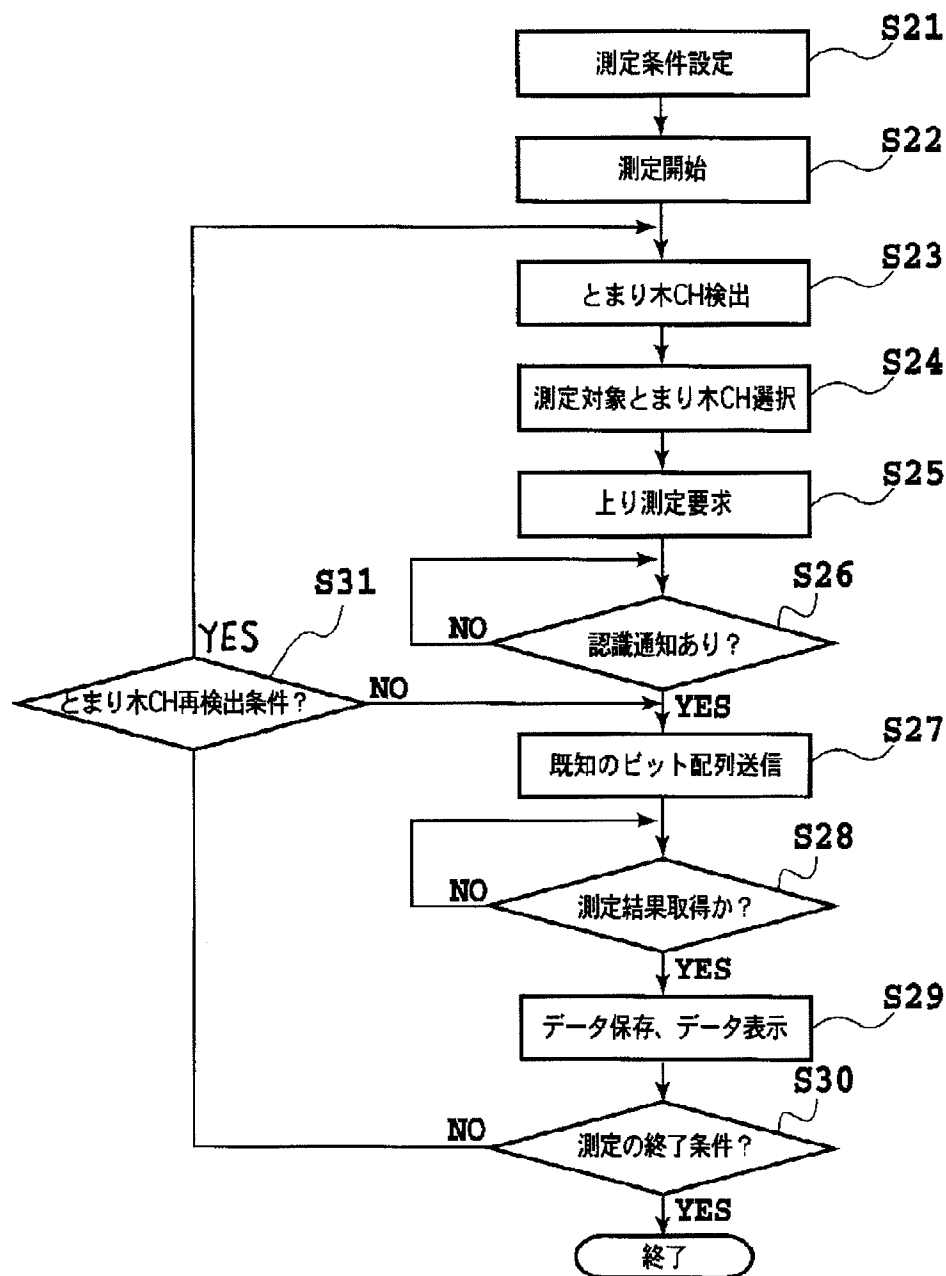 S21
測定条件設定
S22
測定開始
S23
とまり木CH検出
S24
測定対象とまり木CH選択
S25
上り測定要求
S26
認識通知あり？
NO
YES
S31
とまり木CH再検出条件？
YES
NO
S27
既知のビット配列送信
S28
測定結果取得か？
NO
YES
S29
データ保存、データ表示
S30
測定の終了条件？
NO
YES
終了